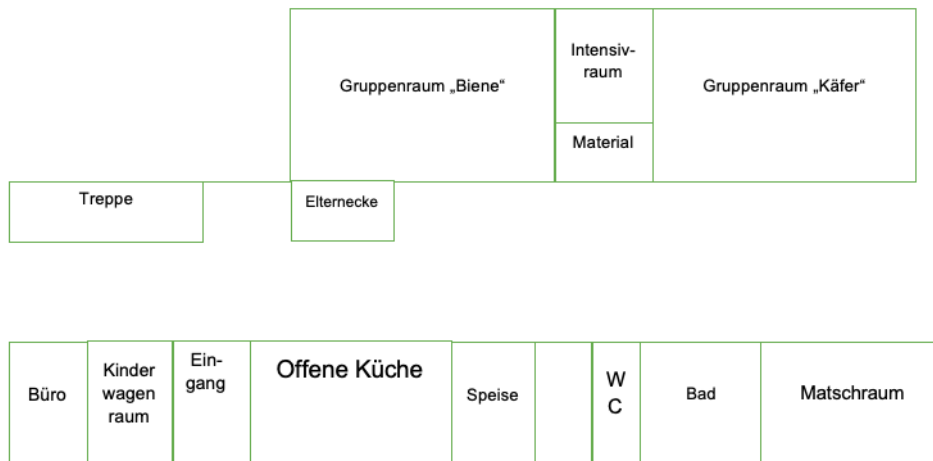 Gruppenraum „Biene“
Intensiv-
raum
Gruppenraum „Käfer“
Material
Treppe
Elternecke
Büro
Kinder
wagen
raum
Ein-
gang
Offene Küche
Speise
W
C
Bad
Matschraum